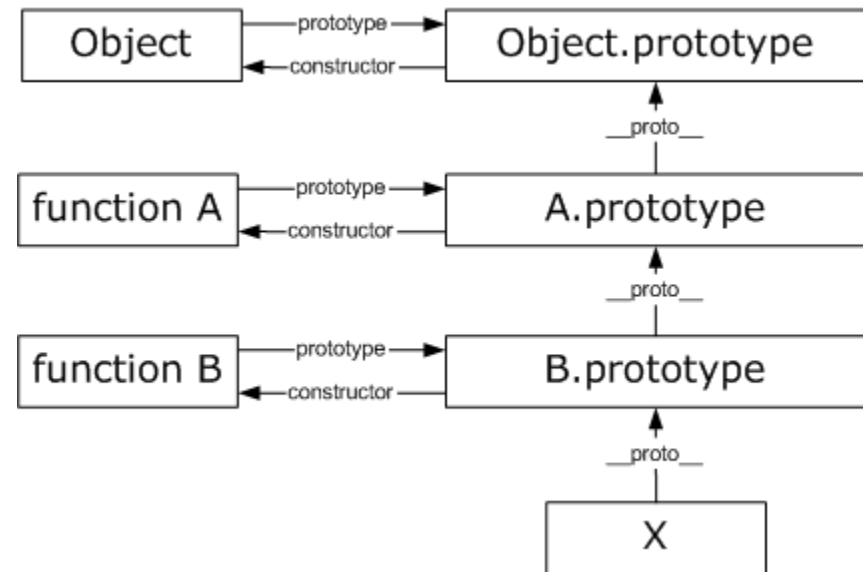 Object
prototype
constructor
Object.prototype
__proto__
function A
prototype
constructor
A.prototype
__proto__
function B
prototype
constructor
B.prototype
__proto__
X